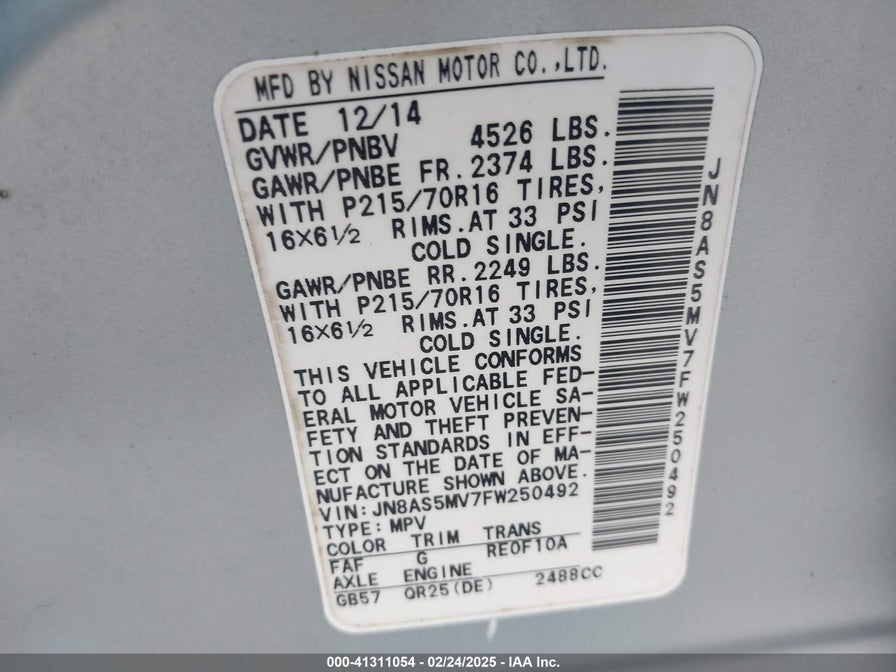 MFD BY NISSAN MOTOR CO.,LTD.
DATE 12/14
GVWR/PNBV 4526 LBS.
GAWR/PNBE FR.2374 LBS.
WITH P215/70R16 TIRES,
16X6½ RIMS.AT 33 PSI
COLD SINGLE.
GAWR/PNBE RR.2249 LBS.
WITH P215/70R16 TIRES,
16X6½ RIMS.AT 33 PSI
COLD SINGLE.
THIS VEHICLE CONFORMS
TO ALL APPLICABLE FED-
ERAL MOTOR VEHICLE SA-
FETY AND THEFT PREVEN-
TION STANDARDS IN EFF-
ECT ON THE DATE OF MA-
NUFACTURE SHOWN ABOVE.
VIN:JN8AS5MV7FW250492
TYPE:MPV
COLOR TRIM TRANS
FAF G RE0F10A
AXLE ENGINE
GB57 QR25(DE) 2488CC
JN8AS5MV7FW250492
000-41311054 - 02/24/2025 - IAA Inc.